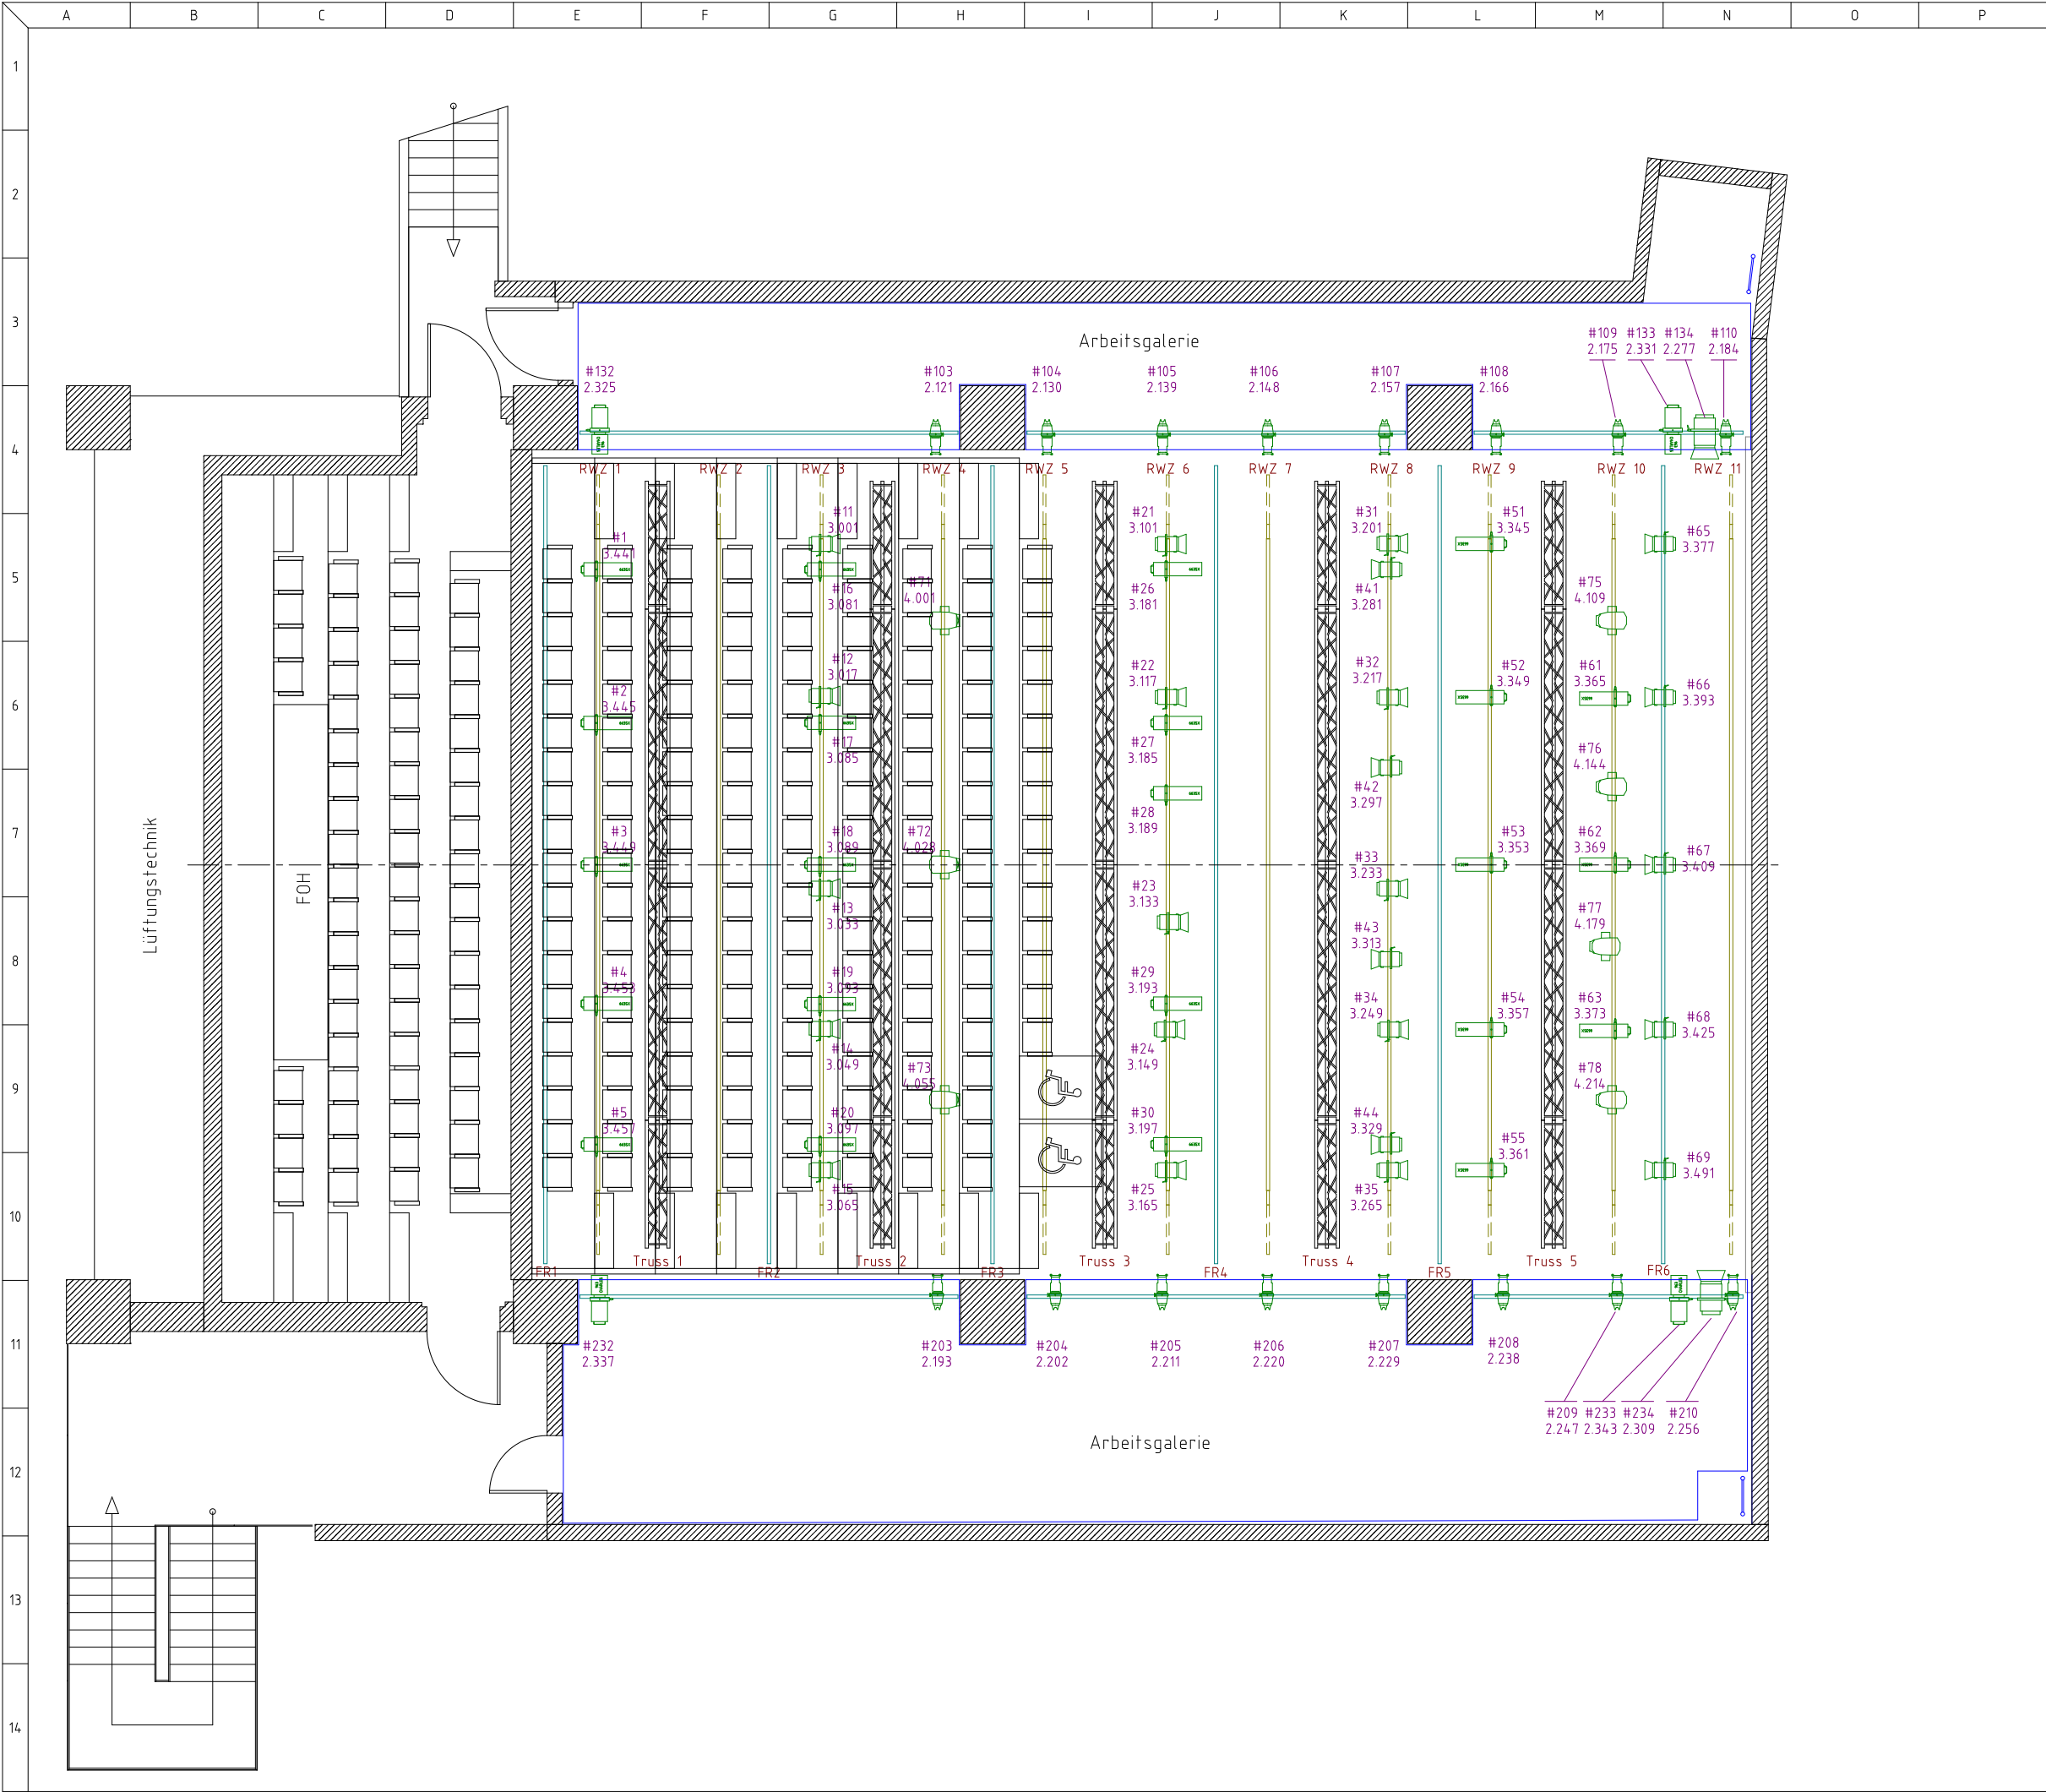 A B C D E F G H I J K L M N O P
1
2
3
4
5
6
7
8
9
10
11
12
13
14
Arbeitsgalerie
#109 #133 #134 #110
2.175 2.331 2.277 2.184
#132 #103 #104 #105 #106 #107 #108
2.325 2.121 2.130 2.139 2.148 2.157 2.166
RWZ 1 RWZ 2 RWZ 3 RWZ 4 RWZ 5 RWZ 6 RWZ 7 RWZ 8 RWZ 9 RWZ 10 RWZ 11
#11 #21 #31 #51
3.001 3.101 3.201 3.345
#1 #65
3.441 3.377
#71 #75
4.001 4.109
#16 #26 #41
3.081 3.181 3.281
#12 #22 #32 #52 #61
3.017 3.117 3.217 3.349 3.365
#2 #66
3.445 3.393
#17 #27 #76
3.085 3.185 4.144
#42
3.297
#28
3.189
#3 #18 #72 #53 #62
3.449 3.089 4.028 3.353 3.369
#67
3.409
#33
3.233
#23
3.133
#13 #77
3.033 4.179
#43
3.313
#4 #19 #29
3.453 3.093 3.193
#34 #54 #63
3.249 3.357 3.373
#68
3.425
#14 #24
3.049 3.149
#73 #78
4.055 4.214
#5 #20 #30 #44
3.457 3.097 3.197 3.329
#55
3.361
#69
3.491
#15 #25 #35
3.065 3.165 3.265
Lüftungstechnik
FOH
Truss 1 Truss 2 Truss 3 Truss 4 Truss 5
FR1 FR2 FR3 FR4 FR5 FR6
#232 #203 #204 #205 #206 #207 #208
2.337 2.193 2.202 2.211 2.220 2.229 2.238
#209 #233 #234 #210
2.247 2.343 2.309 2.256
Arbeitsgalerie